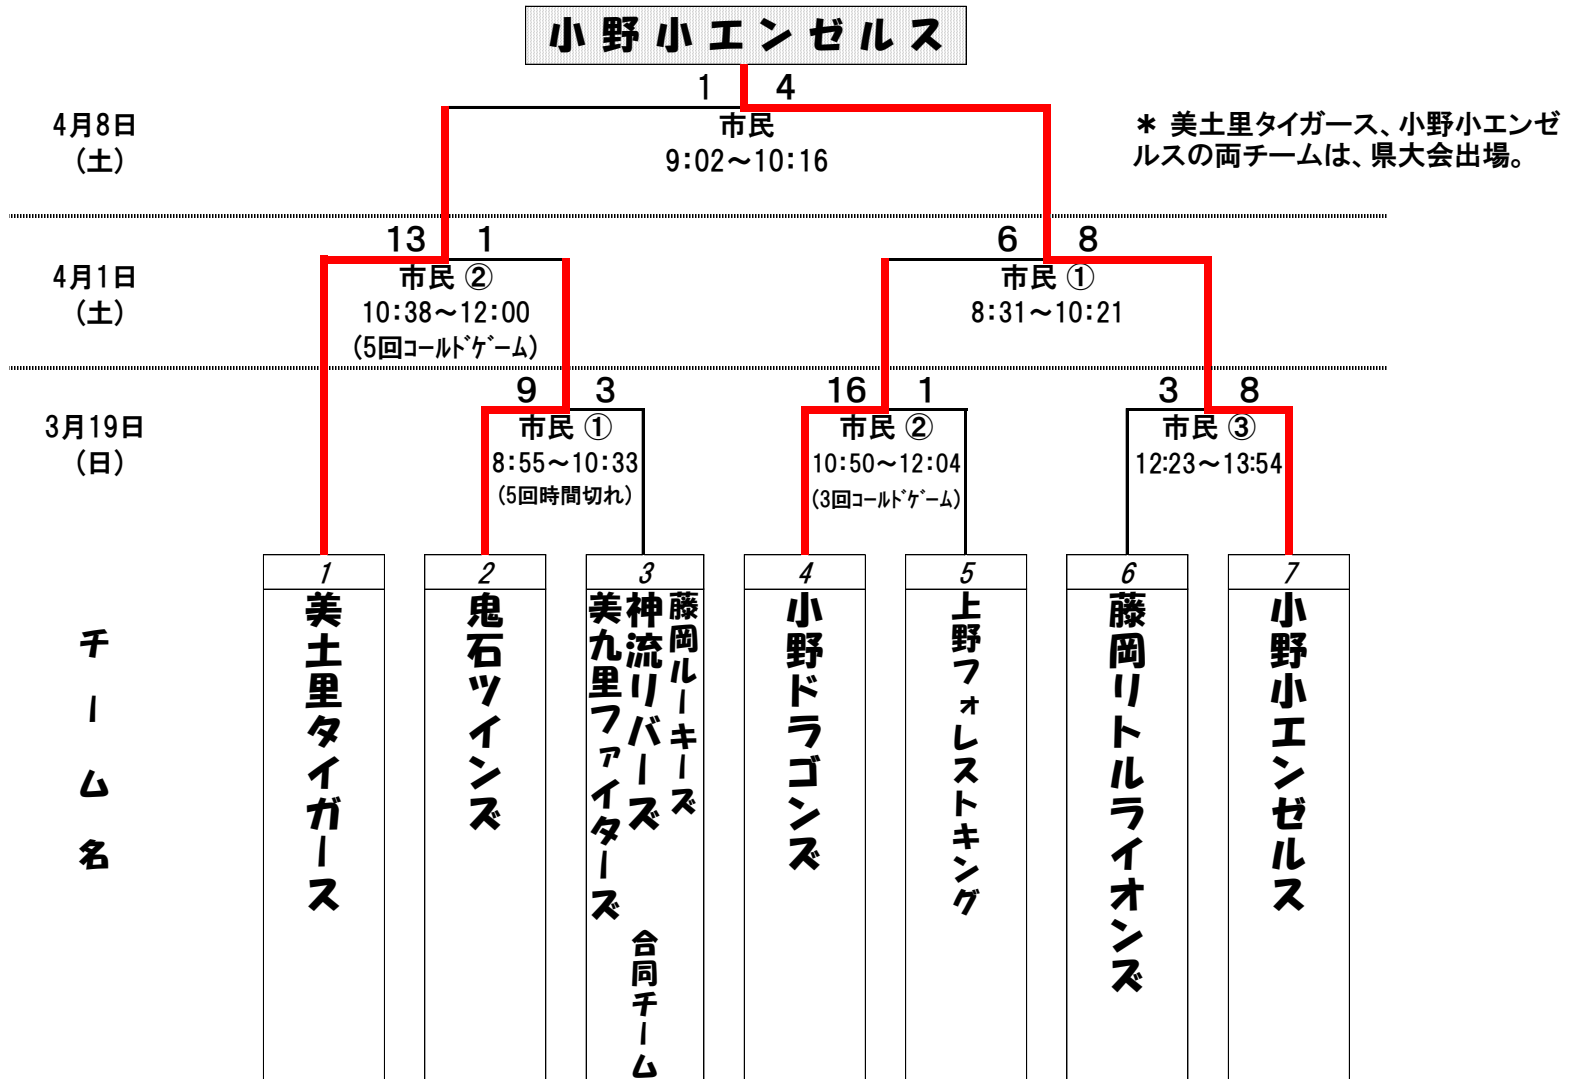 小野小エンゼルス
1 4
4月8日
(土)
市民
9:02～10:16
＊ 美土里タイガース、小野小エンゼ
ルスの両チームは、県大会出場。
13 1
6 8
4月1日
(土)
市民 ②
10:38～12:00
(5回ｺｰﾙﾄﾞｹﾞｰﾑ)
市民 ①
8:31～10:21
9 3
16 1
3 8
3月19日
(日)
市民 ①
8:55～10:33
(5回時間切れ)
市民 ②
10:50～12:04
(3回ｺｰﾙﾄﾞｹﾞｰﾑ)
市民 ③
12:23～13:54
チーム名
1
美土里タイガース
2
鬼石ツインズ
3
藤岡ルーキーズ
神流リバーズ
美九里ファイターズ
合同チーム
4
小野ドラゴンズ
5
上野フォレストキング
6
藤岡リトルライオンズ
7
小野小エンゼルス